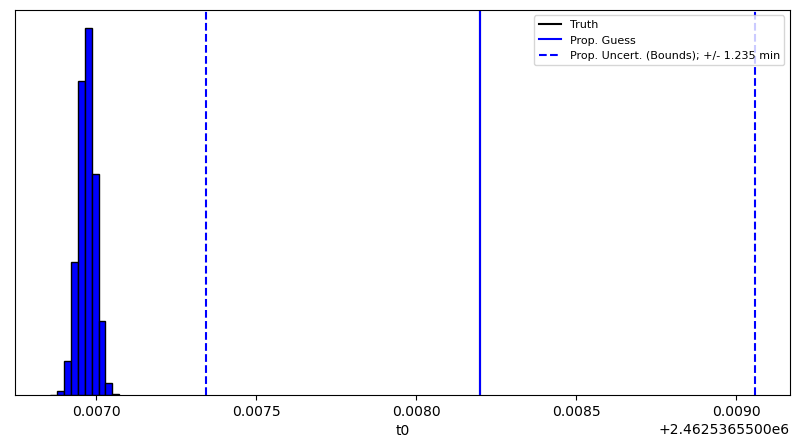 Truth
Prop. Guess
Prop. Uncert. (Bounds); +/- 1.235 min
0.0070 0.0075 0.0080 0.0085 0.0090
t0
+2.4625365500e6